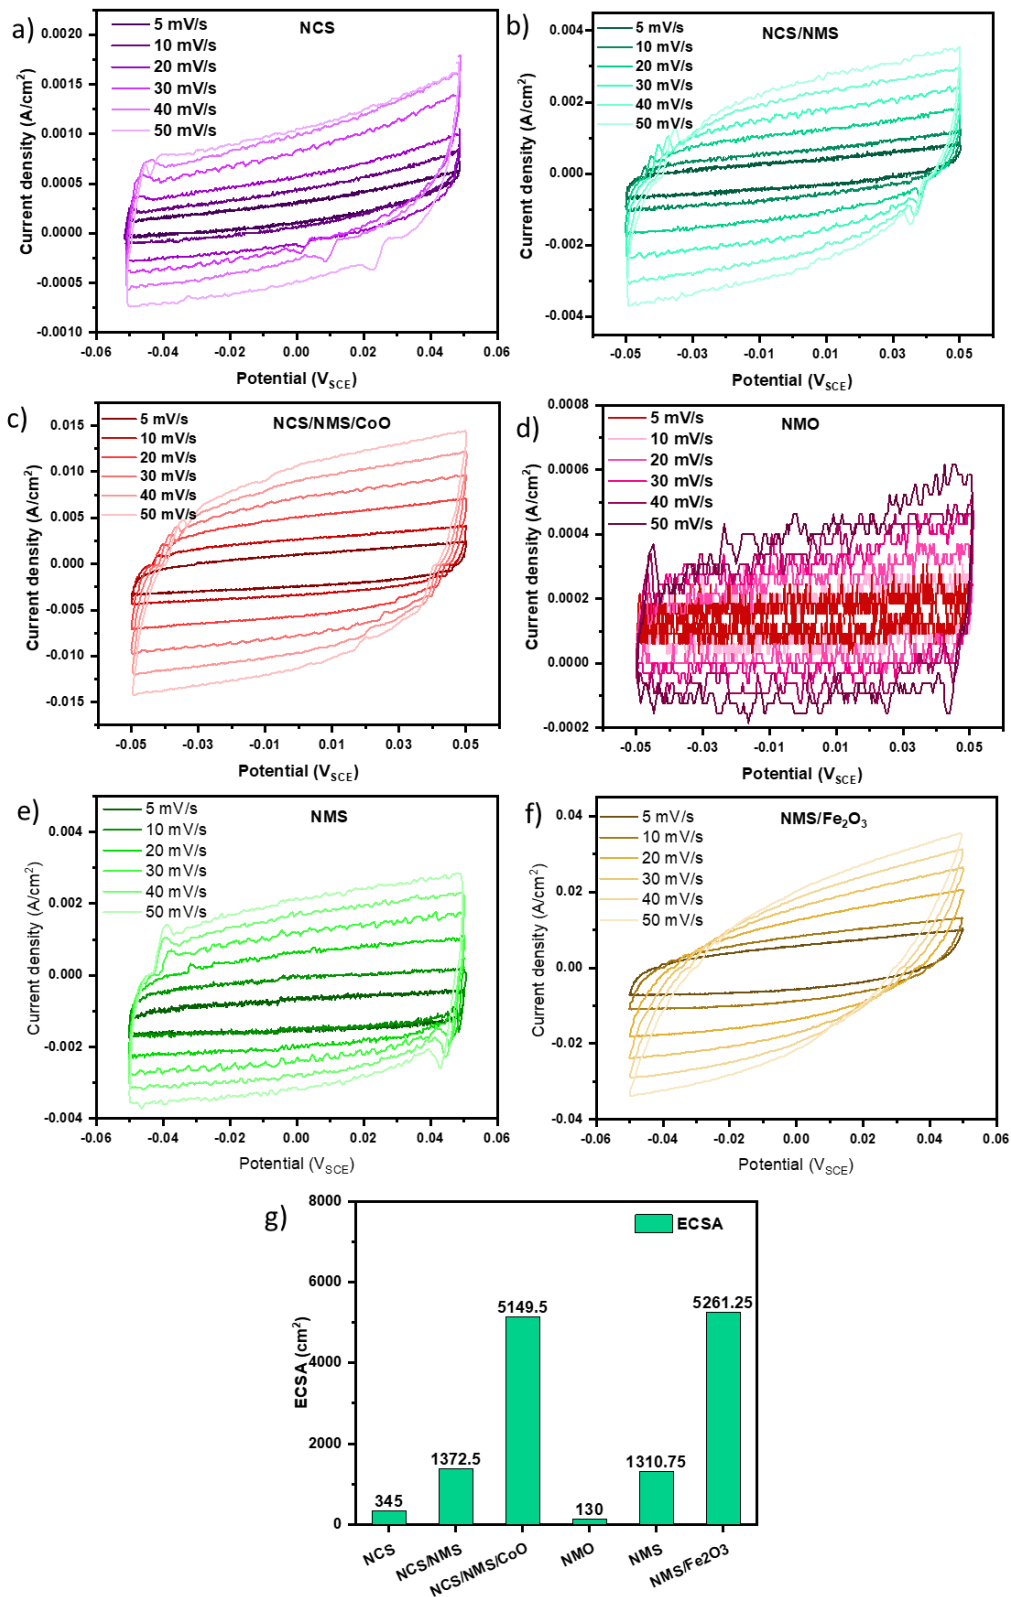 a)
NCS
5 mV/s
10 mV/s
20 mV/s
30 mV/s
40 mV/s
50 mV/s
0.0020
0.0015
0.0010
0.0005
0.0000
-0.0005
-0.0010
-0.06
-0.04
-0.02
0.00
0.02
0.04
0.06
Current density (A/cm²)
Potential (V_SCE)
b)
NCS/NMS
5 mV/s
10 mV/s
20 mV/s
30 mV/s
40 mV/s
50 mV/s
0.004
0.002
0.000
-0.002
-0.004
-0.05
-0.03
-0.01
0.01
0.03
0.05
Current density (A/cm²)
Potential (V_SCE)
c)
NCS/NMS/CoO
5 mV/s
10 mV/s
20 mV/s
30 mV/s
40 mV/s
50 mV/s
0.015
0.010
0.005
0.000
-0.005
-0.010
-0.015
-0.05
-0.03
-0.01
0.01
0.03
0.05
Current density (A/cm²)
Potential (V_SCE)
d)
NMO
5 mV/s
10 mV/s
20 mV/s
30 mV/s
40 mV/s
50 mV/s
0.0008
0.0006
0.0004
0.0002
0.0000
-0.0002
-0.05
-0.03
-0.01
0.01
0.03
0.05
Current density (A/cm²)
Potential (V_SCE)
e)
NMS
5 mV/s
10 mV/s
20 mV/s
30 mV/s
40 mV/s
50 mV/s
0.004
0.002
0.000
-0.002
-0.004
-0.06
-0.04
-0.02
0.00
0.02
0.04
0.06
Current density (A/cm²)
Potential (V_SCE)
f)
NMS/Fe₂O₃
5 mV/s
10 mV/s
20 mV/s
30 mV/s
40 mV/s
50 mV/s
0.04
0.02
0.00
-0.02
-0.04
-0.06
-0.04
-0.02
0.00
0.02
0.04
0.06
Current density (A/cm²)
Potential (V_SCE)
g)
ECSA
8000
6000
4000
2000
0
ECSA (cm²)
345
1372.5
5149.5
130
1310.75
5261.25
NCS
NCS/NMS
NCS/NMS/CoO
NMO
NMS
NMS/Fe2O3